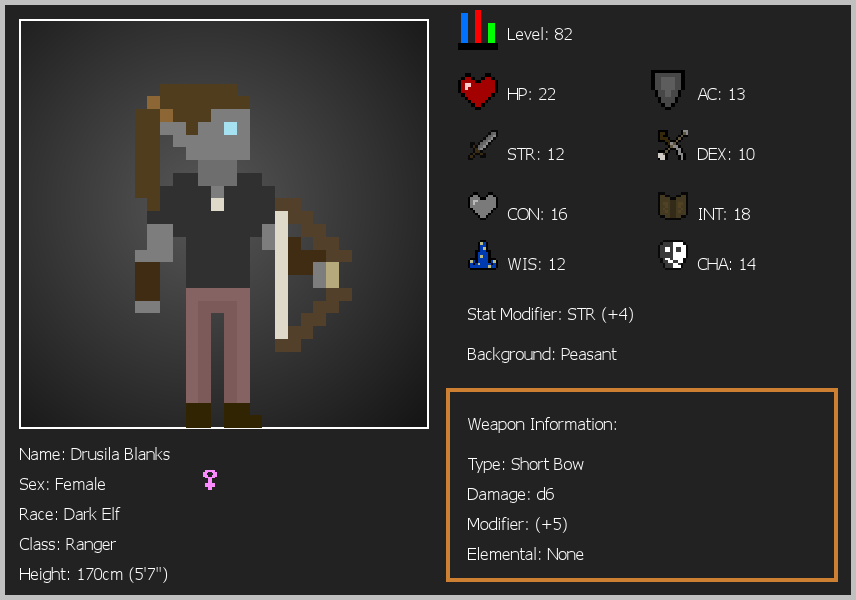 Level: 82
HP: 22
AC: 13
STR: 12
DEX: 10
CON: 16
INT: 18
WIS: 12
CHA: 14
Stat Modifier: STR (+4)
Background: Peasant
Weapon Information:
Type: Short Bow
Damage: d6
Modifier: (+5)
Elemental: None
Name: Drusila Blanks
Sex: Female
Race: Dark Elf
Class: Ranger
Height: 170cm (5'7")